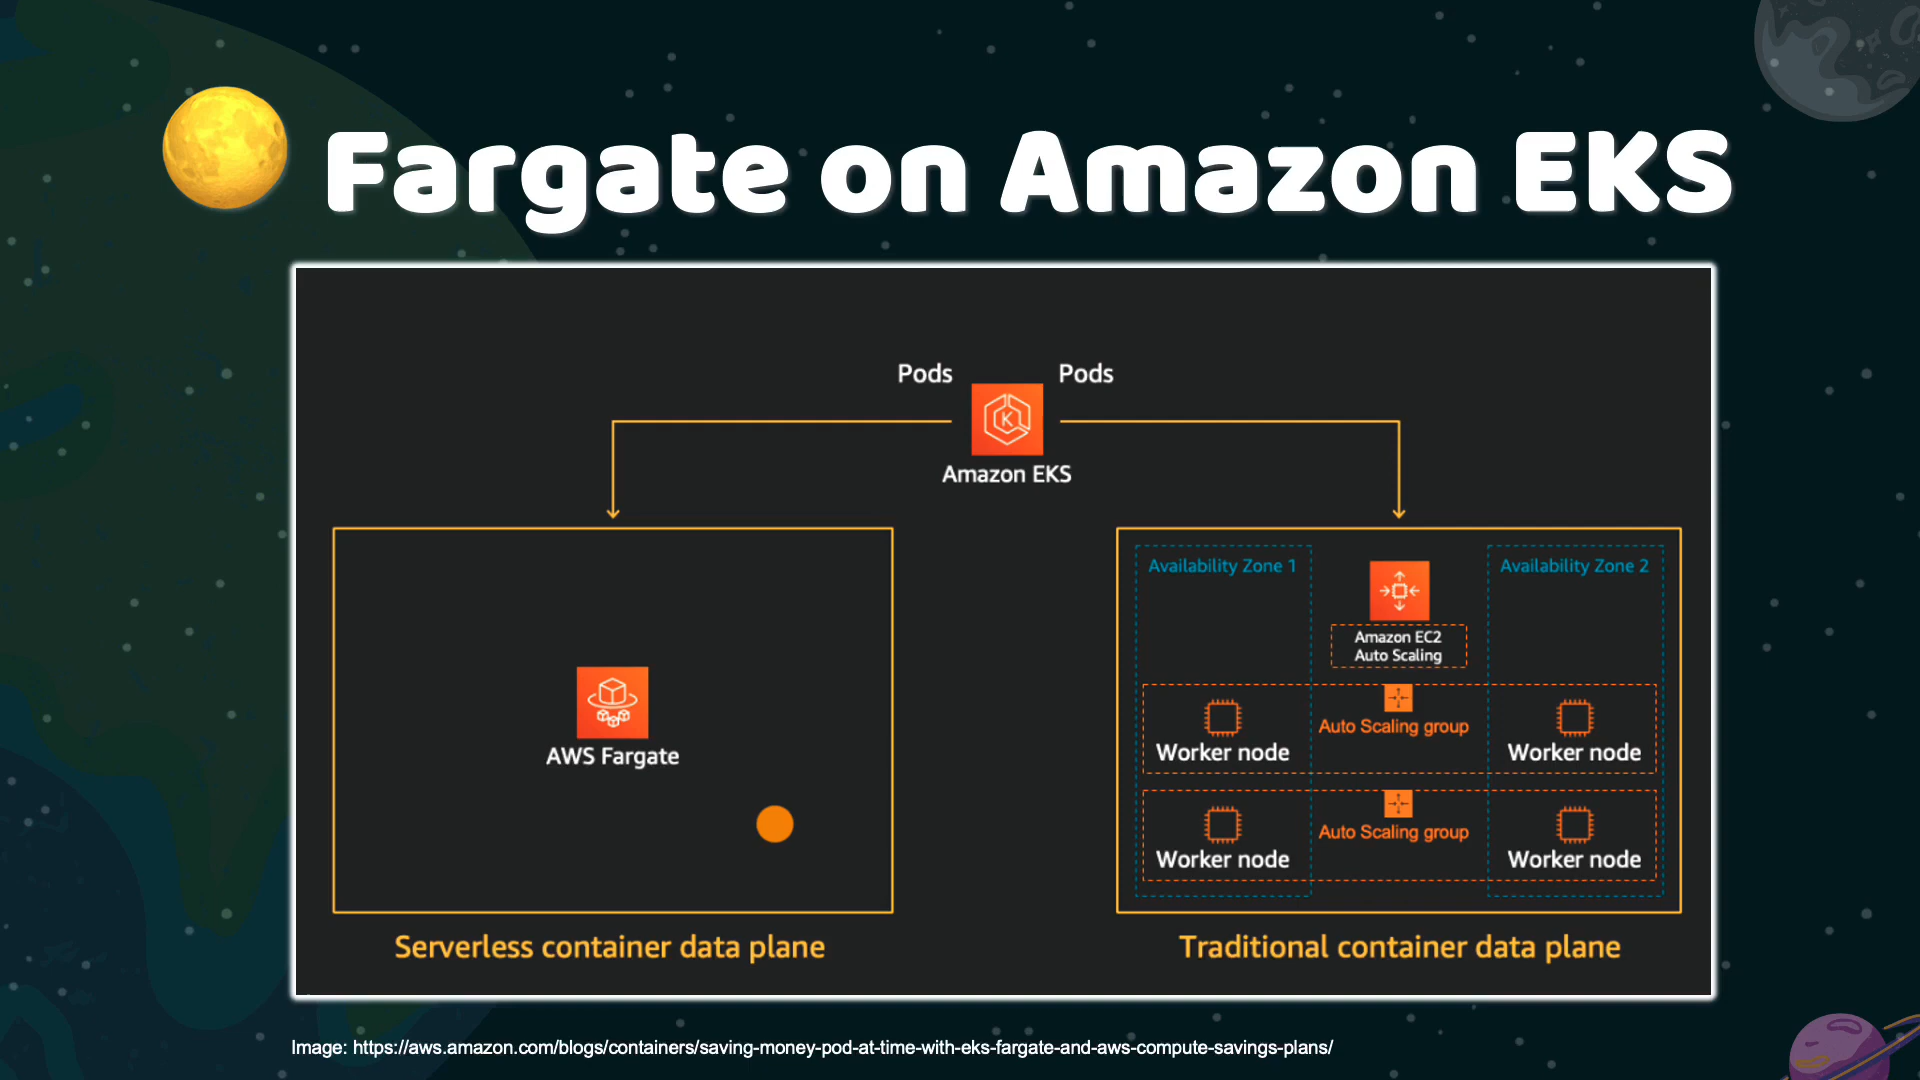 Fargate on Amazon EKS
Pods
Pods
K
Amazon EKS
AWS Fargate
Serverless container data plane
Availability Zone 1
Availability Zone 2
Amazon EC2
Auto Scaling
Auto Scaling group
Worker node
Worker node
Auto Scaling group
Worker node
Worker node
Traditional container data plane
Image: https://aws.amazon.com/blogs/containers/saving-money-pod-at-time-with-eks-fargate-and-aws-compute-savings-plans/